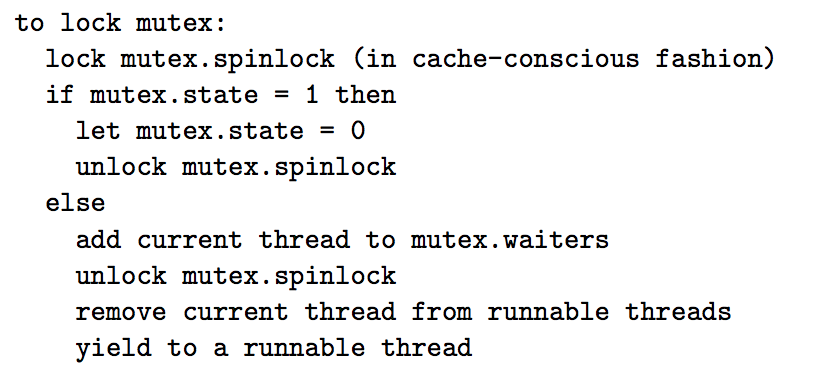 to lock mutex:
lock mutex.spinlock (in cache-conscious fashion)
if mutex.state = 1 then
let mutex.state = 0
unlock mutex.spinlock
else
add current thread to mutex.waiters
unlock mutex.spinlock
remove current thread from runnable threads
yield to a runnable thread